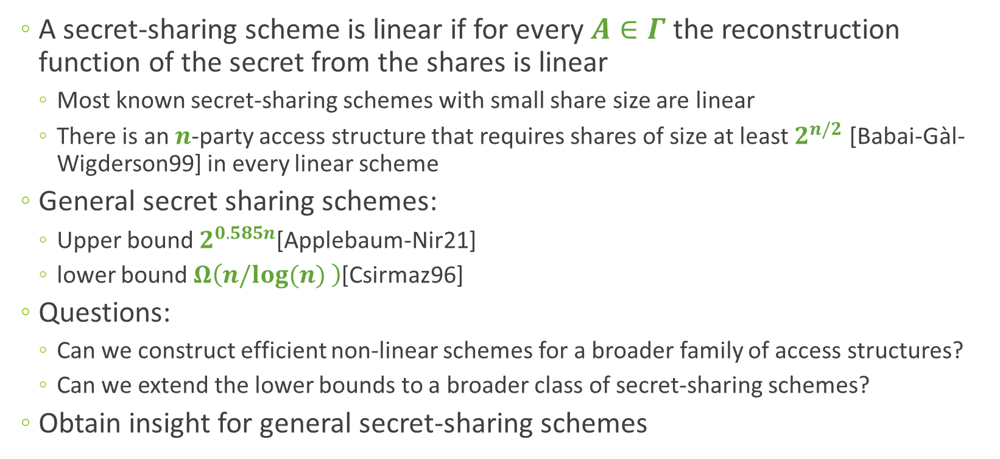 ◦ A secret-sharing scheme is linear if for every A ∈ Γ the reconstruction
function of the secret from the shares is linear
◦ Most known secret-sharing schemes with small share size are linear
◦ There is an n-party access structure that requires shares of size at least 2^{n/2} [Babai-Gàl-
Wigderson99] in every linear scheme
◦ General secret sharing schemes:
◦ Upper bound 2^{0.585n}[Applebaum-Nir21]
◦ lower bound Ω(n/log(n) )[Csirmaz96]
◦ Questions:
◦ Can we construct efficient non-linear schemes for a broader family of access structures?
◦ Can we extend the lower bounds to a broader class of secret-sharing schemes?
◦ Obtain insight for general secret-sharing schemes